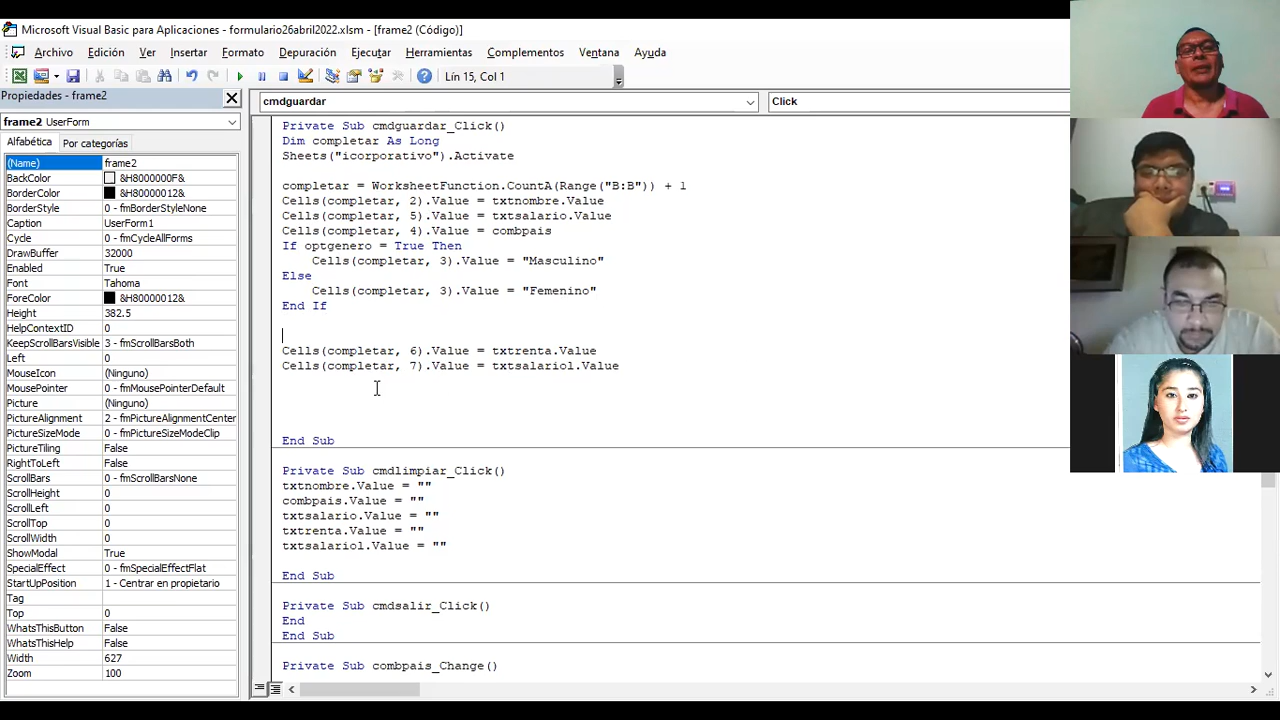 Microsoft Visual Basic para Aplicaciones - formulario26abril2022.xlsm - [frame2 (Código)]
Archivo Edición Ver Insertar Formato Depuración Ejecutar Herramientas Complementos Ventana Ayuda
Lín 15, Col 1
Propiedades - frame2
frame2 UserForm
Alfabética Por categorías
(Name) frame2
BackColor &H8000000F&
BorderColor &H80000012&
BorderStyle 0 - fmBorderStyleNone
Caption UserForm1
Cycle 0 - fmCycleAllForms
DrawBuffer 32000
Enabled True
Font Tahoma
ForeColor &H80000012&
Height 382.5
HelpContextID 0
KeepScrollBarsVisible 3 - fmScrollBarsBoth
Left 0
MouseIcon (Ninguno)
MousePointer 0 - fmMousePointerDefault
Picture (Ninguno)
PictureAlignment 2 - fmPictureAlignmentCenter
PictureSizeMode 0 - fmPictureSizeModeClip
PictureTiling False
RightToLeft False
ScrollBars 0 - fmScrollBarsNone
ScrollHeight 0
ScrollLeft 0
ScrollTop 0
ScrollWidth 0
ShowModal True
SpecialEffect 0 - fmSpecialEffectFlat
StartUpPosition 1 - Centrar en propietario
Tag
Top 0
WhatsThisButton False
WhatsThisHelp False
Width 627
Zoom 100
cmdguardar Click
Private Sub cmdguardar_Click()
Dim completar As Long
Sheets("icorporativo").Activate
completar = WorksheetFunction.CountA(Range("B:B")) + 1
Cells(completar, 2).Value = txtnombre.Value
Cells(completar, 5).Value = txtsalario.Value
Cells(completar, 4).Value = combpais
If optgenero = True Then
Cells(completar, 3).Value = "Masculino"
Else
Cells(completar, 3).Value = "Femenino"
End If
Cells(completar, 6).Value = txtrenta.Value
Cells(completar, 7).Value = txtsalariol.Value
End Sub
Private Sub cmdlimpiar_Click()
txtnombre.Value = ""
combpais.Value = ""
txtsalario.Value = ""
txtrenta.Value = ""
txtsalariol.Value = ""
End Sub
Private Sub cmdsalir_Click()
End
End Sub
Private Sub combpais_Change()